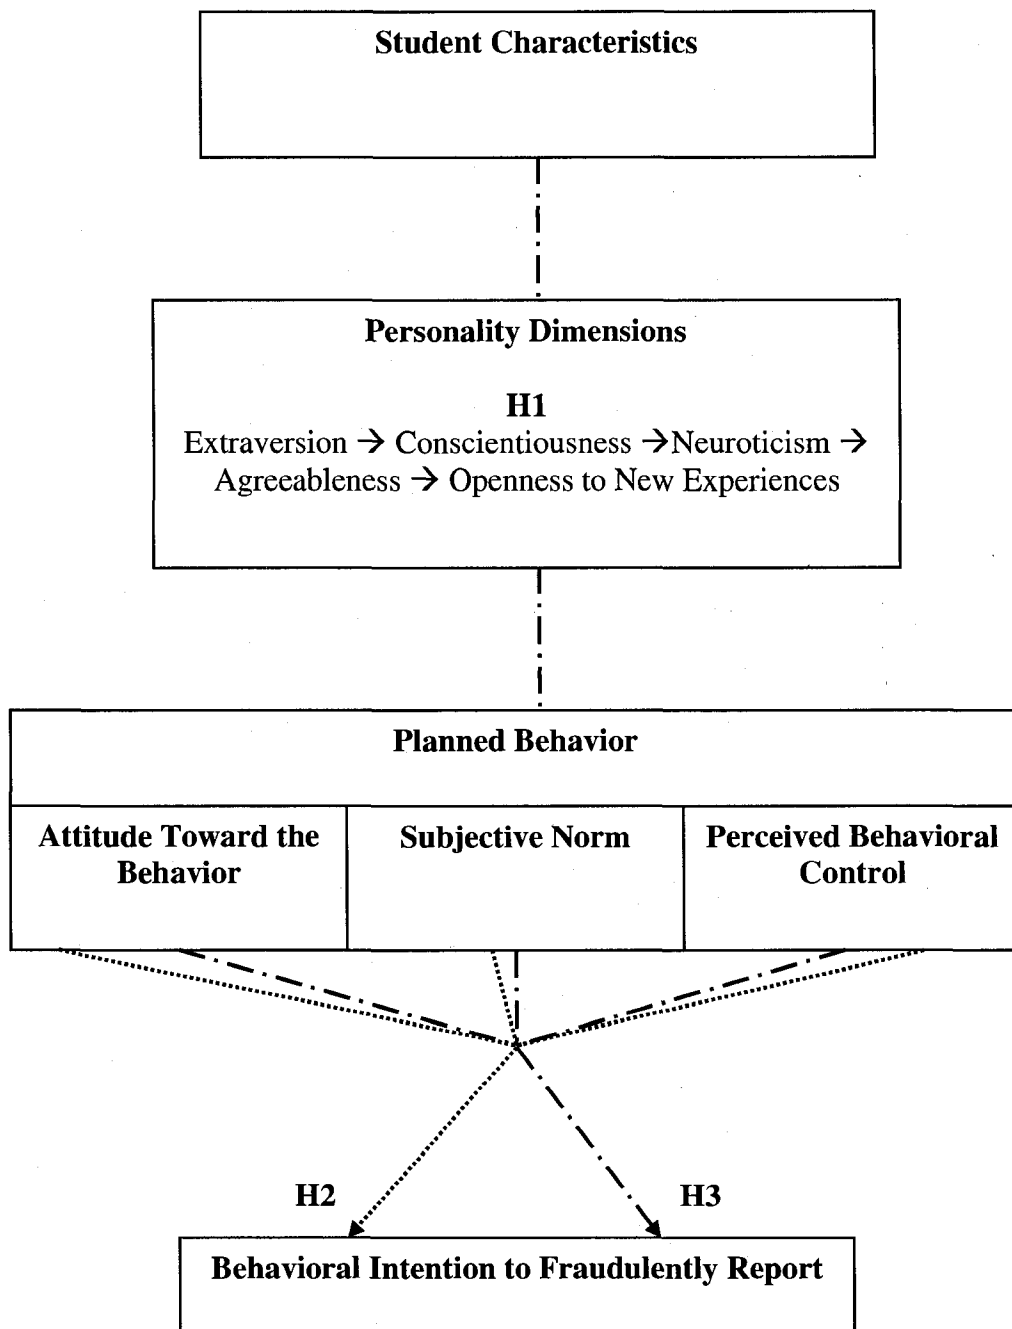 Student Characteristics
Personality Dimensions
H1
Extraversion → Conscientiousness →Neuroticism →
Agreeableness → Openness to New Experiences
Planned Behavior
Attitude Toward the
Behavior
Subjective Norm
Perceived Behavioral
Control
H2
H3
Behavioral Intention to Fraudulently Report